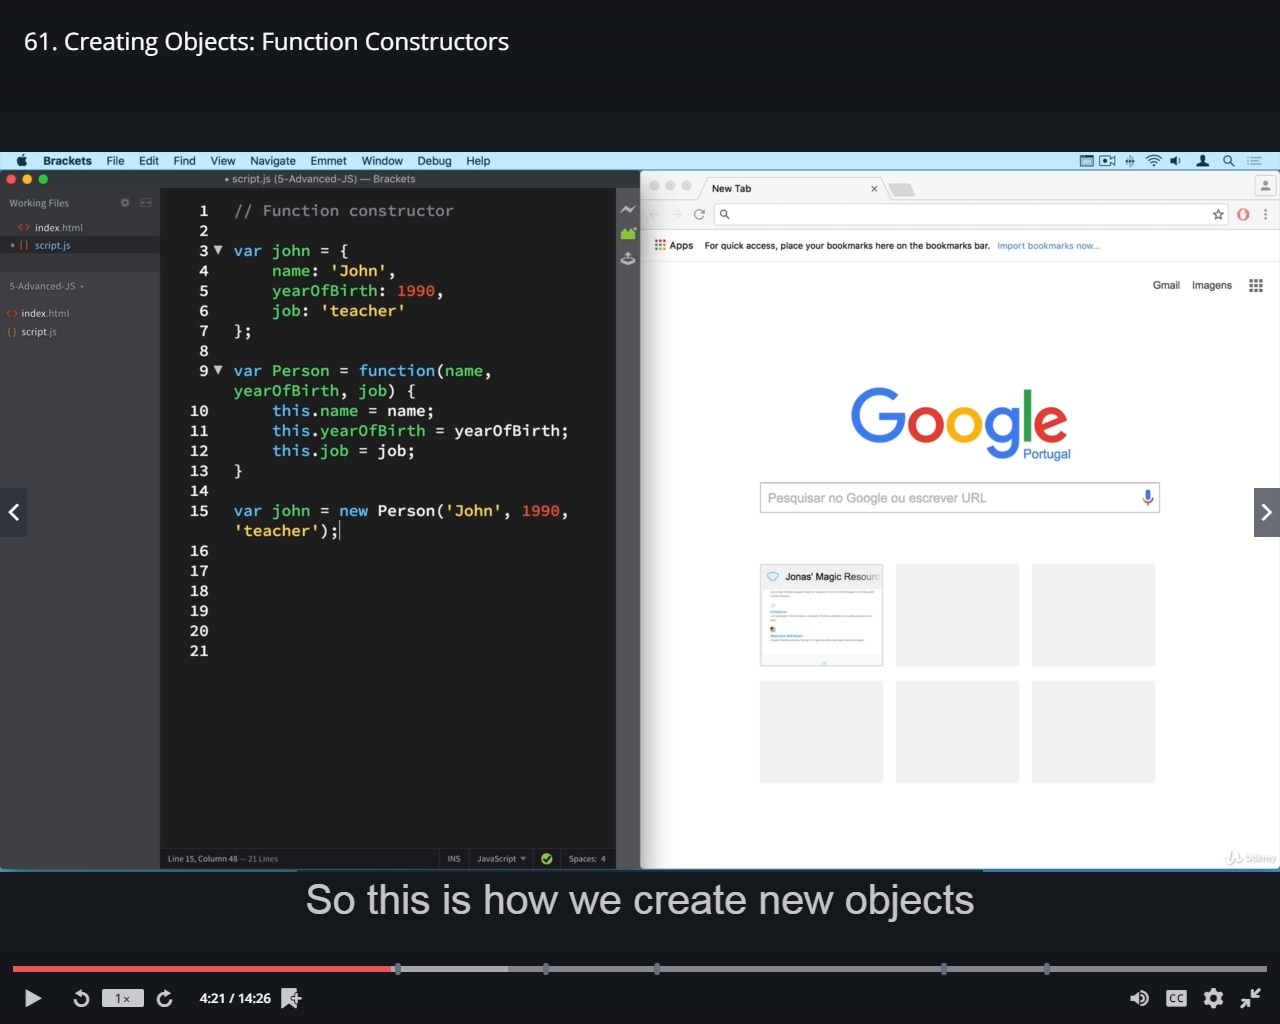 61. Creating Objects: Function Constructors
Brackets File Edit Find View Navigate Emmet Window Debug Help
• script.js (5-Advanced-JS) — Brackets
Working Files
index.html
script.js
5-Advanced-JS
index.html
script.js
1 // Function constructor
2
3 var john = {
4 name: 'John',
5 yearOfBirth: 1990,
6 job: 'teacher'
7 };
8
9 var Person = function(name,
yearOfBirth, job) {
10 this.name = name;
11 this.yearOfBirth = yearOfBirth;
12 this.job = job;
13 }
14
15 var john = new Person('John', 1990,
'teacher');
16
17
18
19
20
21
Line 15, Column 48 — 21 Lines
INS JavaScript Spaces: 4
New Tab
Apps For quick access, place your bookmarks here on the bookmarks bar. Import bookmarks now...
Gmail Imagens
Google
Portugal
Pesquisar no Google ou escrever URL
Jonas' Magic Resourc
Udemy
So this is how we create new objects
1x 4:21 / 14:26
CC